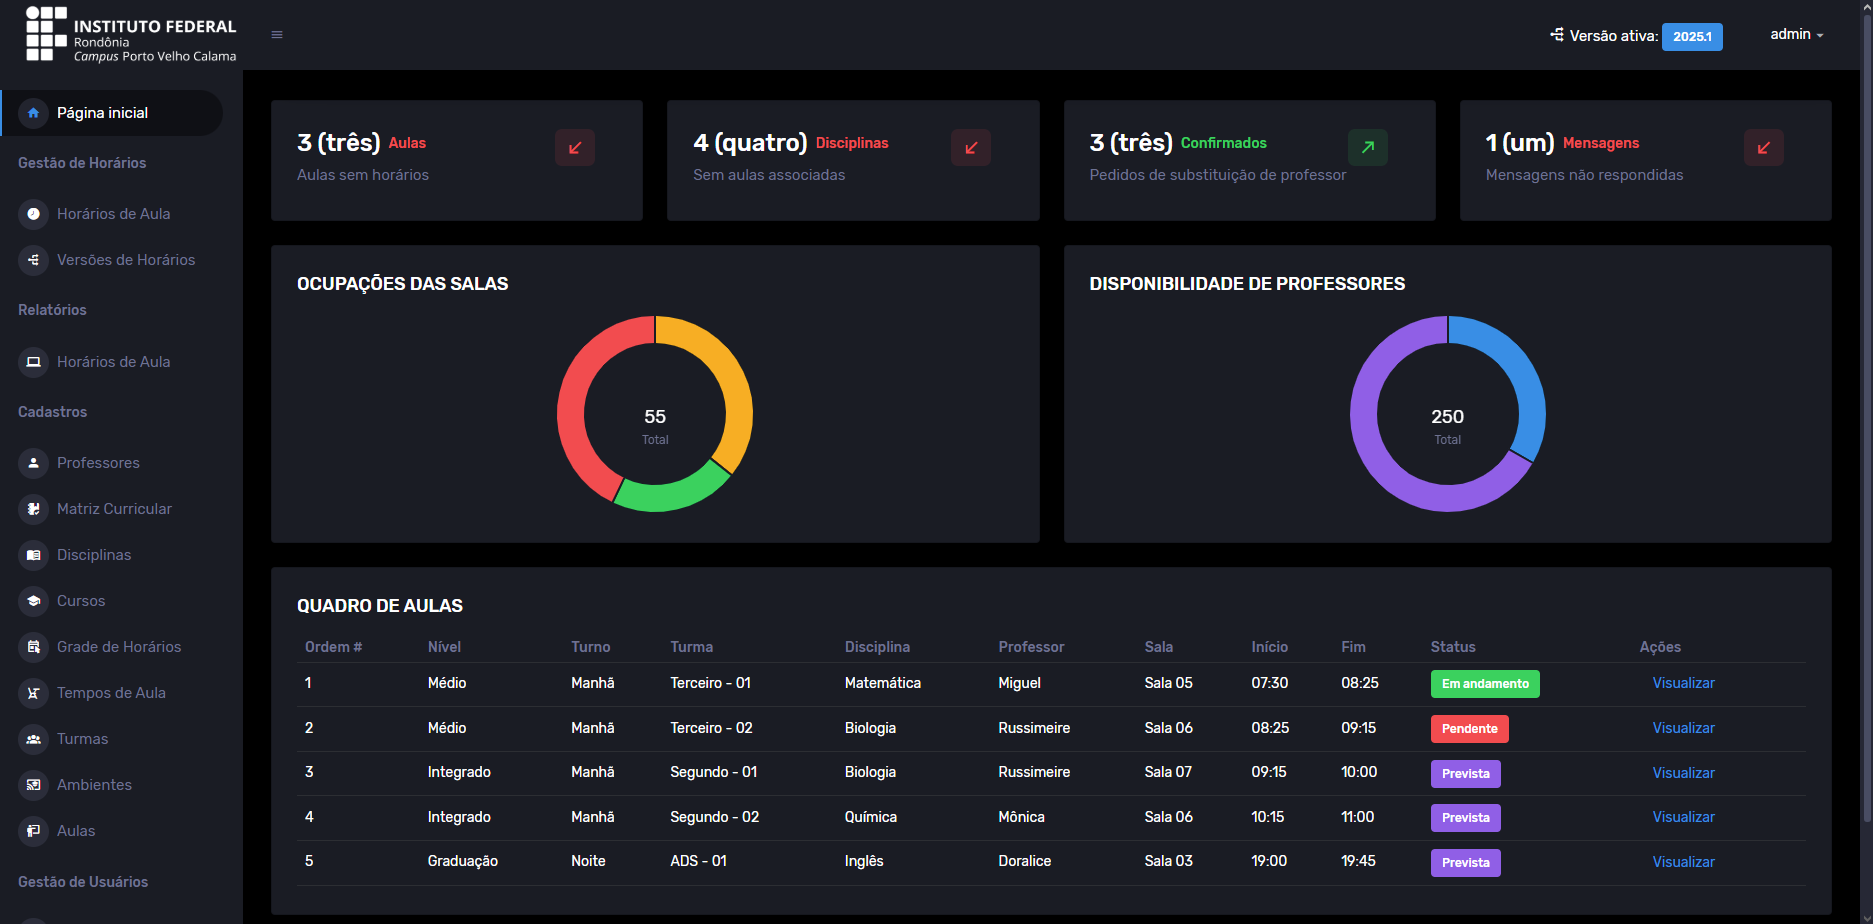 INSTITUTO FEDERAL
Rondônia
Campus Porto Velho Calama
Versão ativa: 2025.1
admin
Página inicial
Gestão de Horários
Horários de Aula
Versões de Horários
Relatórios
Horários de Aula
Cadastros
Professores
Matriz Curricular
Disciplinas
Cursos
Grade de Horários
Tempos de Aula
Turmas
Ambientes
Aulas
Gestão de Usuários
3 (três) Aulas
Aulas sem horários
4 (quatro) Disciplinas
Sem aulas associadas
3 (três) Confirmados
Pedidos de substituição de professor
1 (um) Mensagens
Mensagens não respondidas
OCUPAÇÕES DAS SALAS
55
Total
DISPONIBILIDADE DE PROFESSORES
250
Total
QUADRO DE AULAS
Ordem # Nível Turno Turma Disciplina Professor Sala Início Fim Status Ações
1 Médio Manhã Terceiro - 01 Matemática Miguel Sala 05 07:30 08:25 Em andamento Visualizar
2 Médio Manhã Terceiro - 02 Biologia Russimeire Sala 06 08:25 09:15 Pendente Visualizar
3 Integrado Manhã Segundo - 01 Biologia Russimeire Sala 07 09:15 10:00 Prevista Visualizar
4 Integrado Manhã Segundo - 02 Química Mônica Sala 06 10:15 11:00 Prevista Visualizar
5 Graduação Noite ADS - 01 Inglês Doralice Sala 03 19:00 19:45 Prevista Visualizar